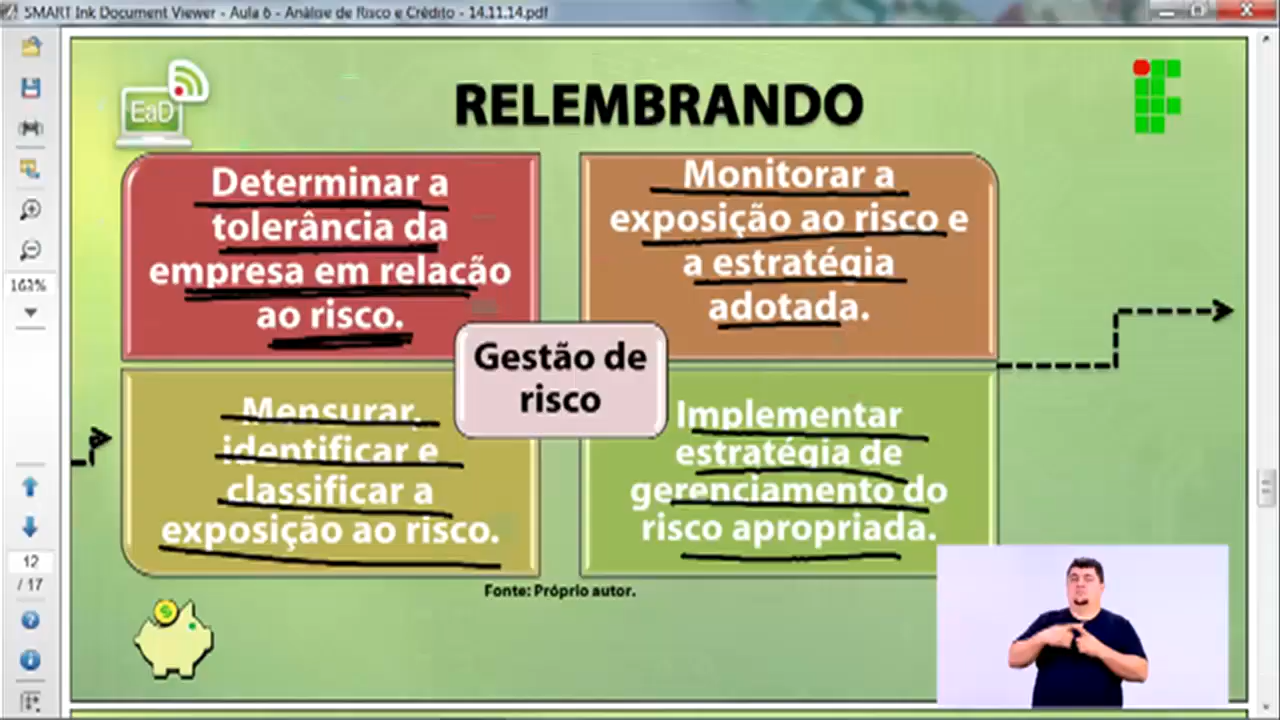 SMART Ink Document Viewer - Aula 6 - Análise de Risco e Crédito - 14.11.14.pdf
EaD
RELEMBRANDO
Determinar a
tolerância da
empresa em relação
ao risco.
Monitorar a
exposição ao risco e
a estratégia
adotada.
Gestão de
risco
Mensurar,
identificar e
classificar a
exposição ao risco.
Implementar
estratégia de
gerenciamento do
risco apropriada.
Fonte: Próprio autor.
12
/ 17